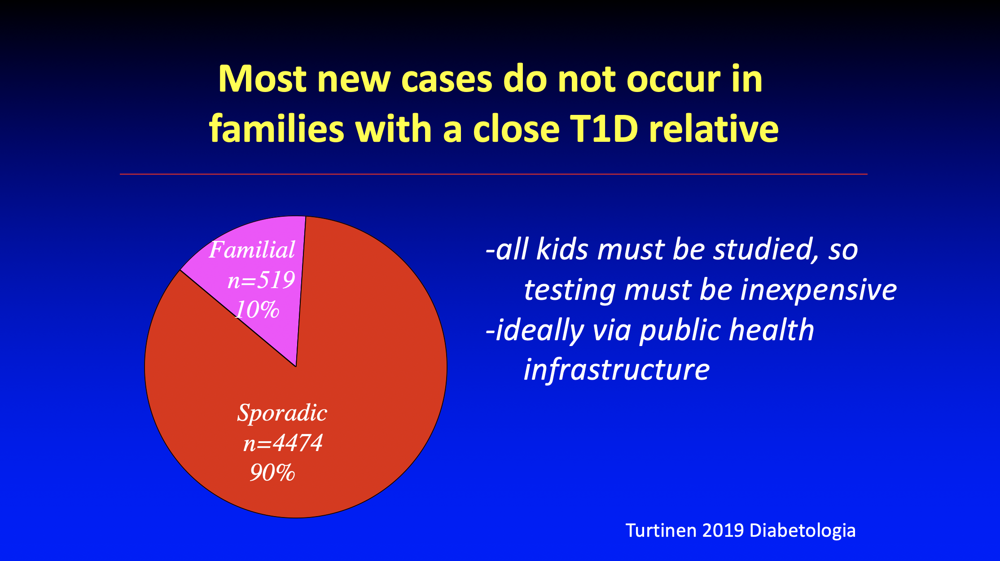 Most new cases do not occur in
families with a close T1D relative
Familial
n=519
10%
Sporadic
n=4474
90%
-all kids must be studied, so
testing must be inexpensive
-ideally via public health
infrastructure
Turtinen 2019 Diabetologia